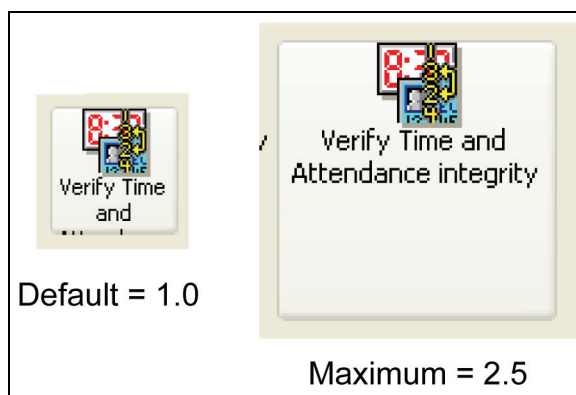 Verify Time
and
Default = 1.0
Verify Time and
Attendance integrity
Maximum = 2.5